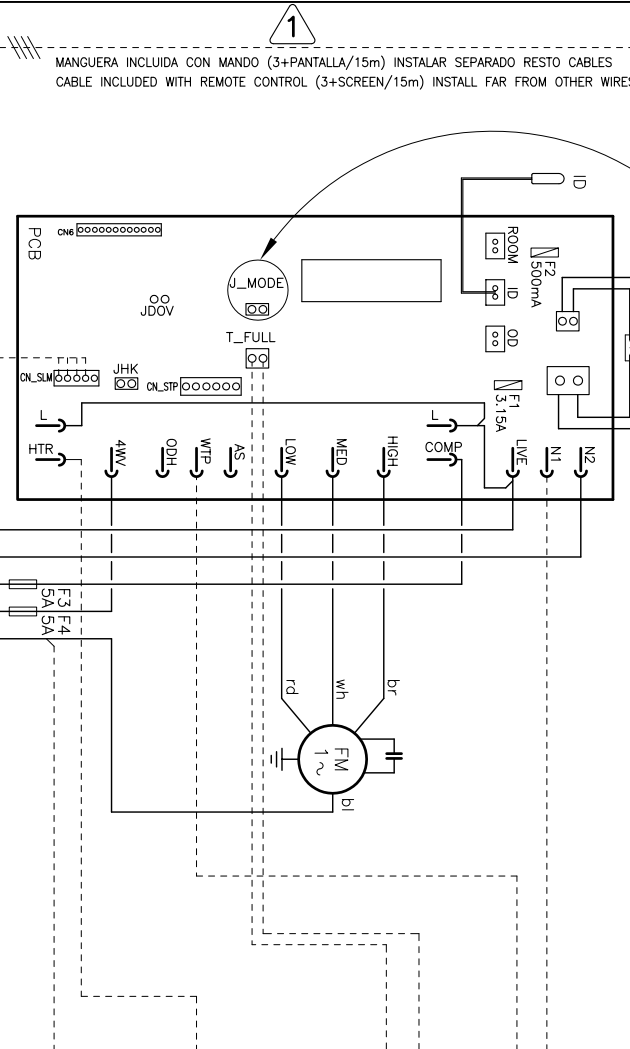 1
MANGUERA INCLUIDA CON MANDO (3+PANTALLA/15m) INSTALAR SEPARADO RESTO CABLES
CABLE INCLUDED WITH REMOTE CONTROL (3+SCREEN/15m) INSTALL FAR FROM OTHER WIRES
ID
PCB
CN6
ROOM
F2
500mA
J_MODE
ID
JDOV
T_FULL
OD
CN_SLM
JHK
CN_STP
F1
3.15A
L
L
HTR
4WV
ODH
WTP
AS
LOW
MED
HIGH
COMP
LIVE
N1
N2
F3
5A
F4
5A
rd
wh
br
FM
1~
bl